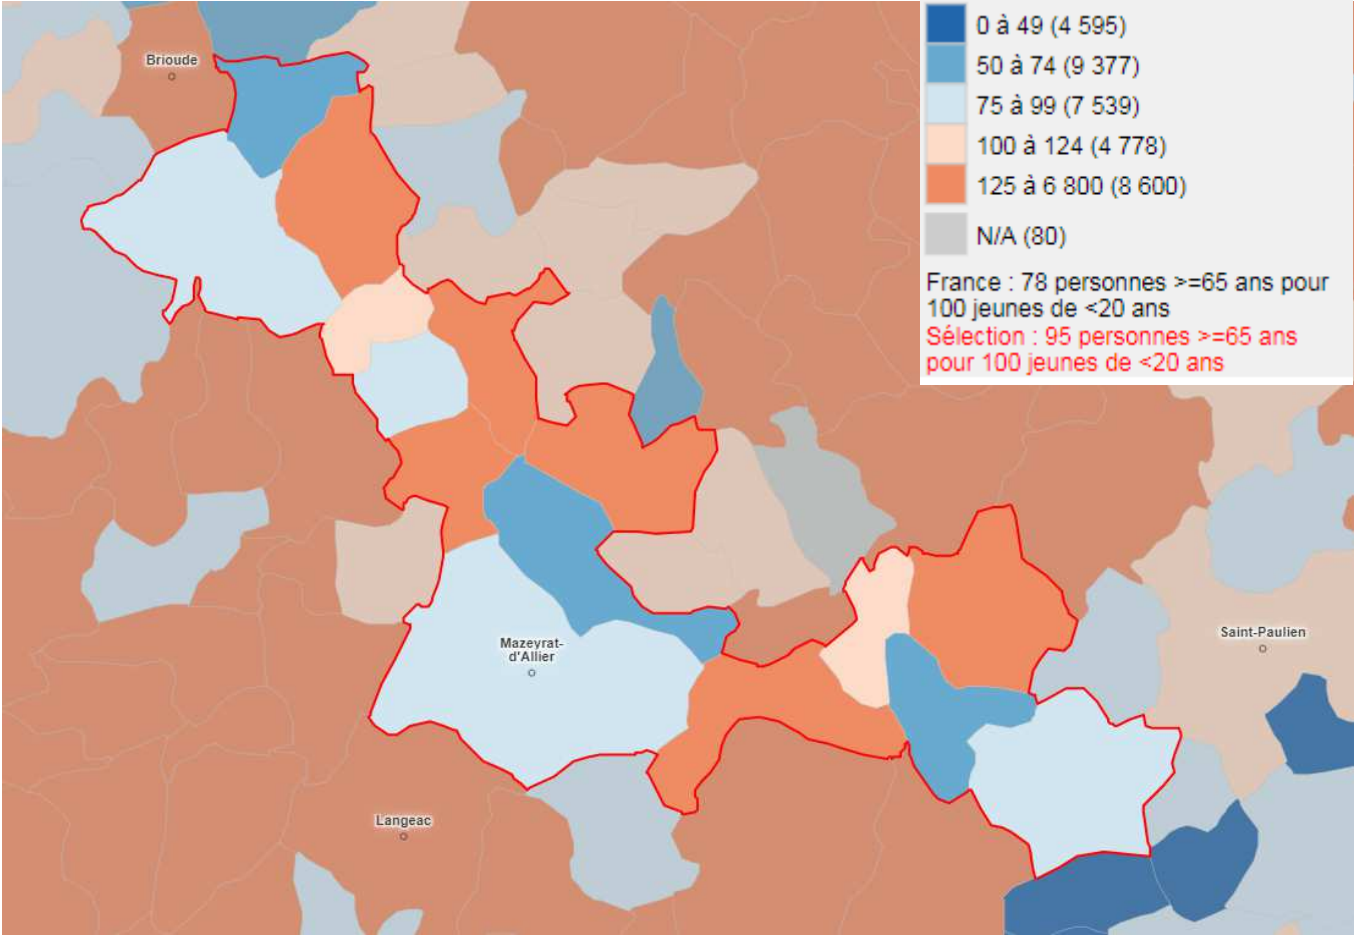 0 à 49 (4 595)
50 à 74 (9 377)
75 à 99 (7 539)
100 à 124 (4 778)
125 à 6 800 (8 600)
N/A (80)
France : 78 personnes >=65 ans pour
100 jeunes de <20 ans
Sélection : 95 personnes >=65 ans
pour 100 jeunes de <20 ans
Brioude
Saint-Paulien
Mazeyrat-
d'Allier
Langeac